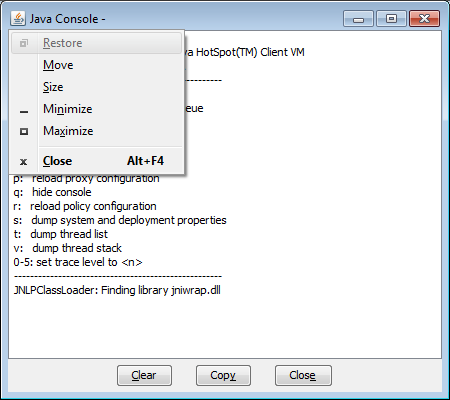 Java Console -
Restore
HotSpot(TM) Client VM
Move
----------------------------------------------------
Size
Minimize
Maximize
Close Alt+F4
p: reload proxy configuration
q: hide console
r: reload policy configuration
s: dump system and deployment properties
t: dump thread list
v: dump thread stack
0-5: set trace level to <n>
----------------------------------------------------
JNLPClassLoader: Finding library jniwrap.dll
Clear Copy Close